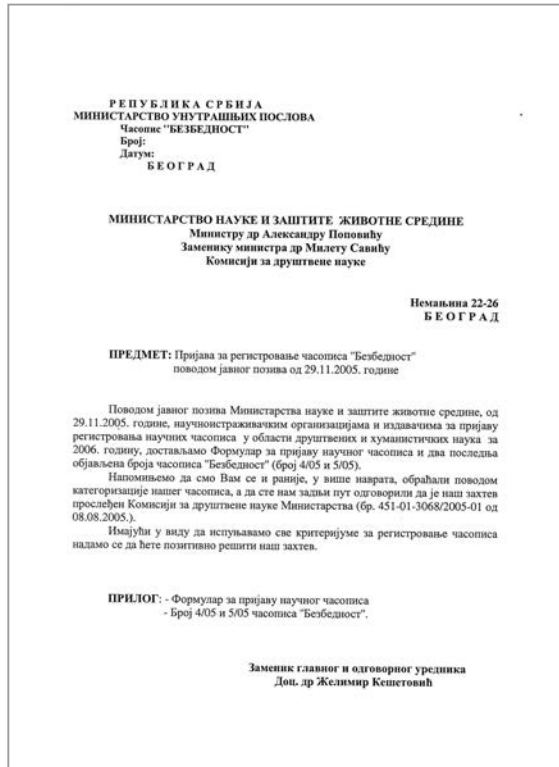 Р Е П У Б Л И К А С Р Б И Ј А
МИНИСТАРСТВО УНУТРАШЊИХ ПОСЛОВА
Часопис "БЕЗБЕДНОСТ"
Број:
Датум:
Б Е О Г Р А Д
МИНИСТАРСТВО НАУКЕ И ЗАШТИТЕ ЖИВОТНЕ СРЕДИНЕ
Министру др Александру Поповићу
Заменику министра др Милету Савићу
Комисији за друштвене науке
Немањина 22-26
Б Е О Г Р А Д
ПРЕДМЕТ: Пријава за регистровање часописа "Безбедност"
поводом јавног позива од 29.11.2005. године
Поводом јавног позива Министарства науке и заштите животне средине, од
29.11.2005. године, научноистраживачким организацијама и издавачима за пријаву
регистровања научних часописа у области друштвених и хуманистичких наука за
2006. годину, достављамо Формулар за пријаву научног часописа и два последња
објављена броја часописа "Безбедност" (број 4/05 и 5/05).
Напомињемо да смо Вам се и раније, у више наврата, обраћали поводом
категоризације нашег часописа, а да сте нам задњи пут одговорили да је наш захтев
прослеђен Комисији за друштвене науке Министарства (бр. 451-01-3068/2005-01 од
08.08.2005.).
Имајући у виду да испуњавамо све критеријуме за регистровање часописа
надамо се да ћете позитивно решити наш захтев.
ПРИЛОГ: - Формулар за пријаву научног часописа
- Број 4/05 и 5/05 часописа "Безбедност".
Заменик главног и одговорног уредника
Доц. др Желимир Кешетовић